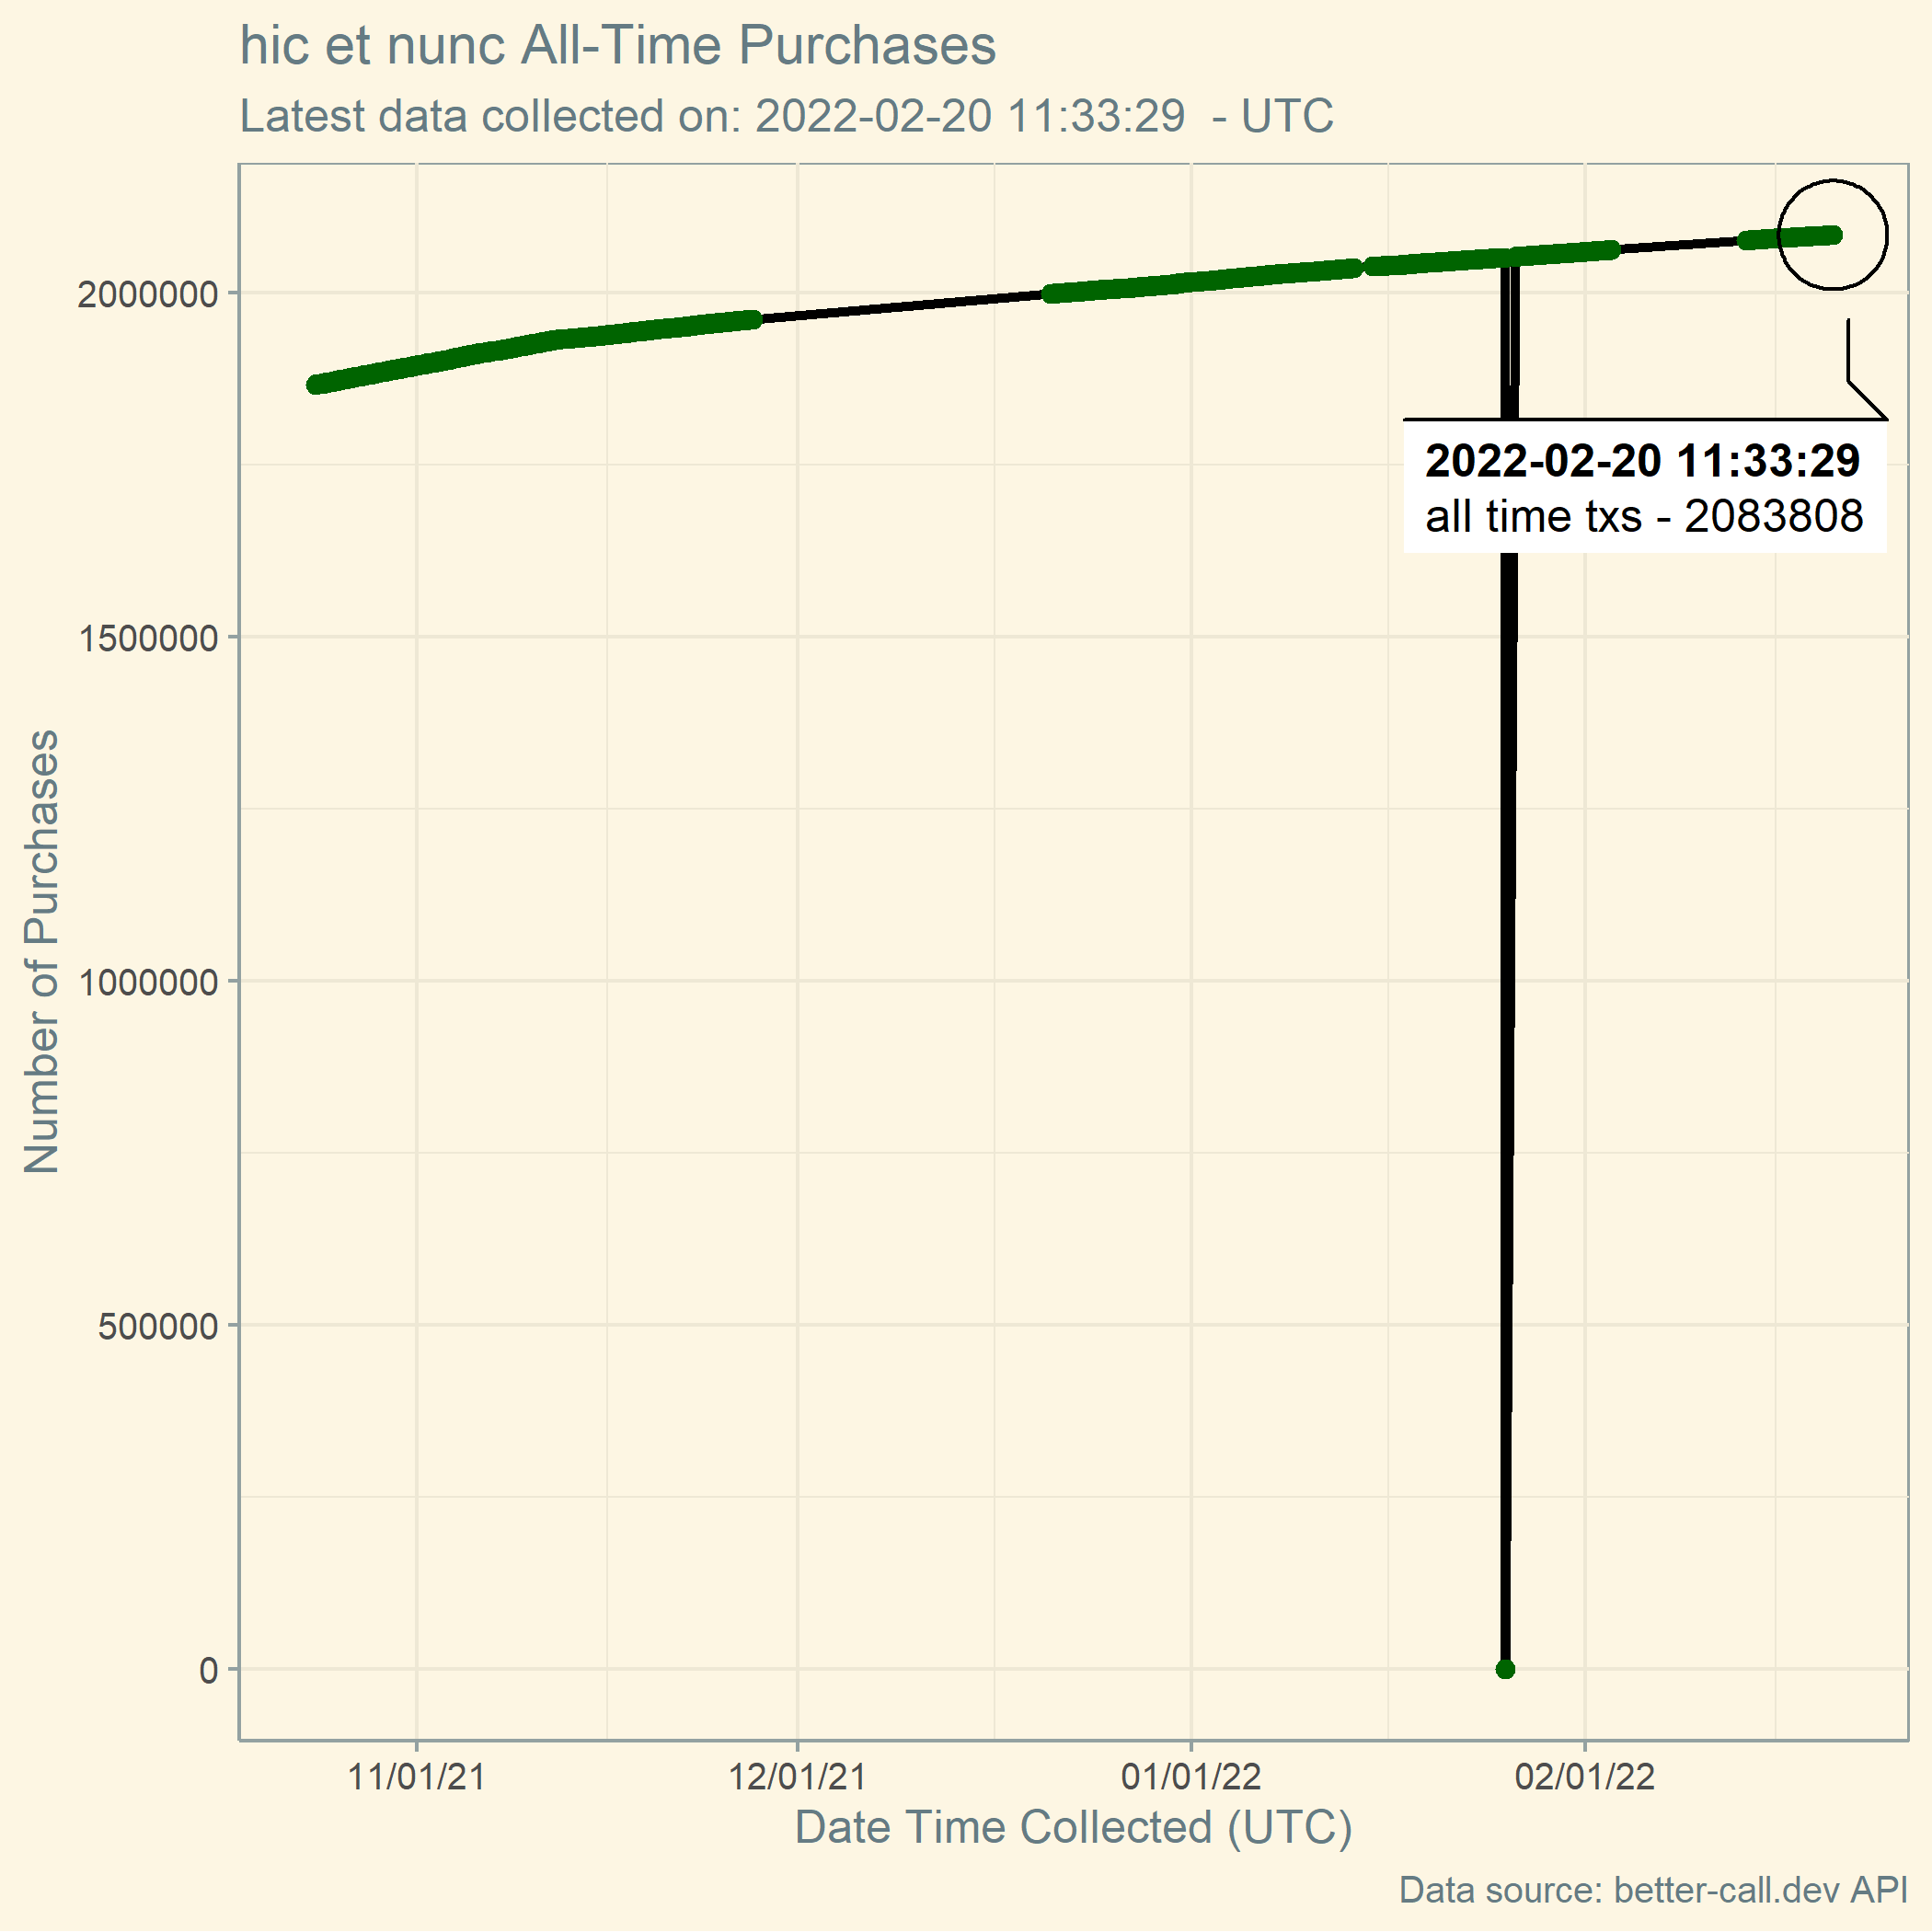 hic et nunc All-Time Purchases
Latest data collected on: 2022-02-20 11:33:29  - UTC
Number of Purchases
2000000
1500000
1000000
500000
0
2022-02-20 11:33:29
all time txs - 2083808
11/01/21
12/01/21
01/01/22
02/01/22
Date Time Collected (UTC)
Data source: better-call.dev API